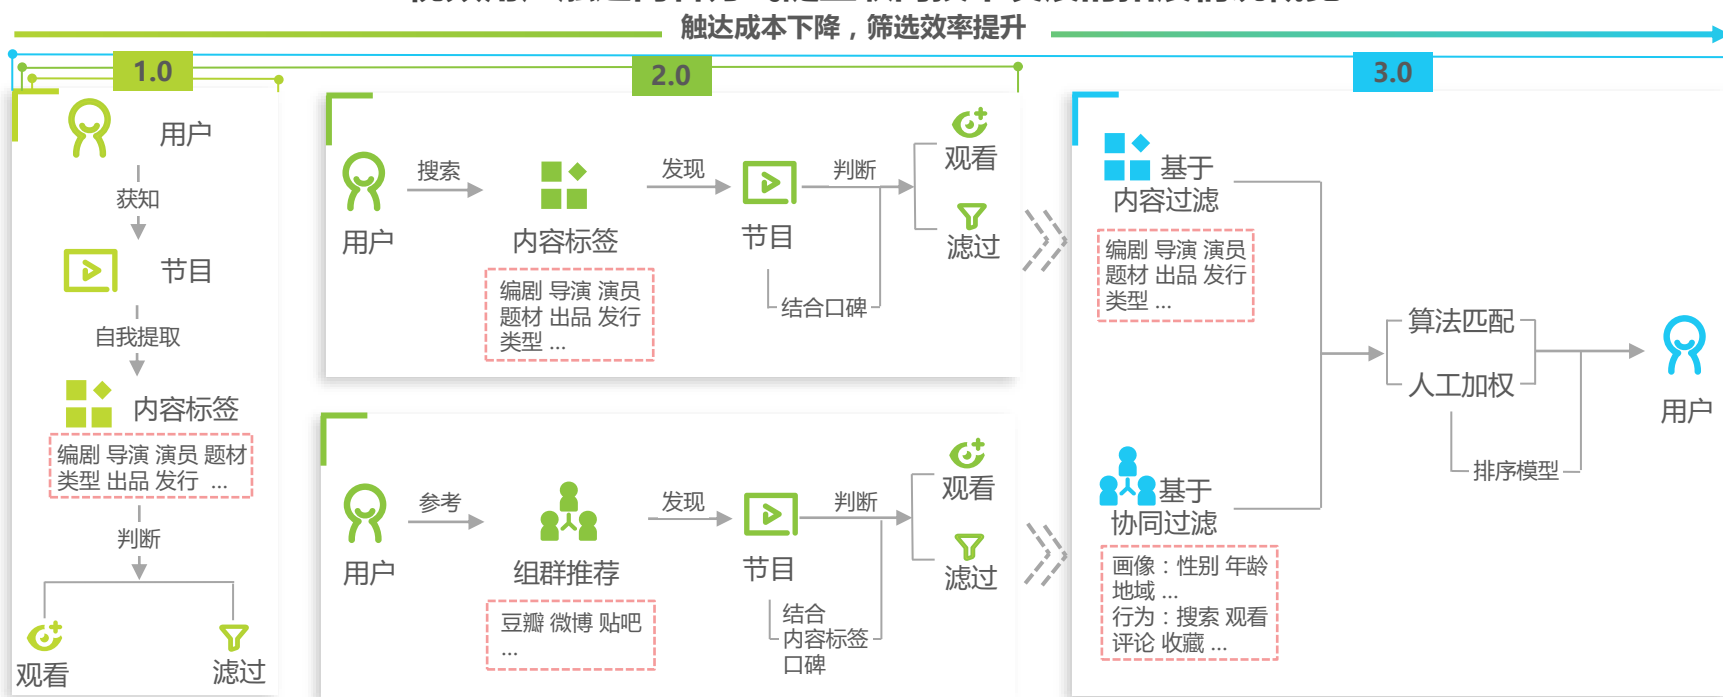 触达成本下降，筛选效率提升
1.0
用户
获知
节目
自我提取
内容标签
编剧 导演 演员 题材
类型 出品 发行 ...
判断
观看
滤过
2.0
用户
搜索
内容标签
编剧 导演 演员
题材 出品 发行
类型 ...
发现
节目
判断
结合口碑
观看
滤过
用户
参考
组群推荐
豆瓣 微博 贴吧
...
发现
节目
判断
结合
内容标签
口碑
观看
滤过
3.0
基于
内容过滤
编剧 导演 演员
题材 出品 发行
类型 ...
基于
协同过滤
画像：性别 年龄
地域 ...
行为：搜索 观看
评论 收藏 ...
算法匹配
人工加权
排序模型
用户